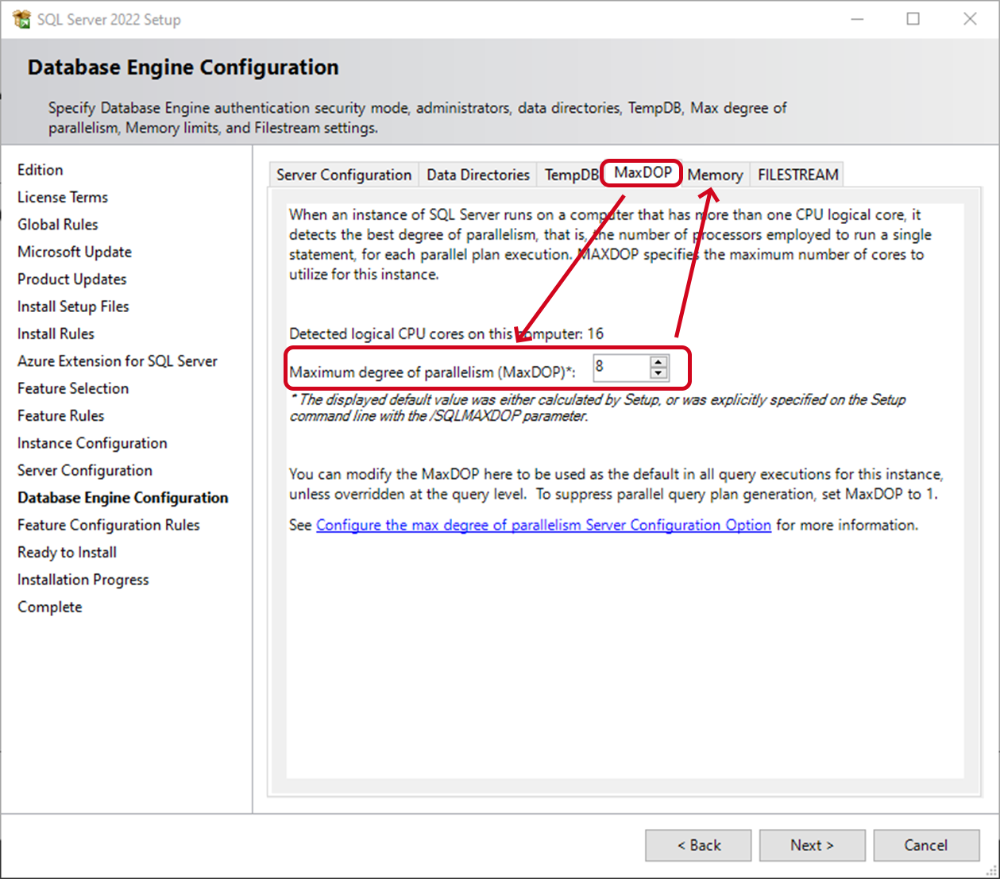 SQL Server 2022 Setup
Database Engine Configuration
Specify Database Engine authentication security mode, administrators, data directories, TempDB, Max degree of
parallelism, Memory limits, and Filestream settings.
Edition
License Terms
Global Rules
Microsoft Update
Product Updates
Install Setup Files
Install Rules
Azure Extension for SQL Server
Feature Selection
Feature Rules
Instance Configuration
Server Configuration
Database Engine Configuration
Feature Configuration Rules
Ready to Install
Installation Progress
Complete
Server Configuration Data Directories TempDB MaxDOP Memory FILESTREAM
When an instance of SQL Server runs on a computer that has more than one CPU logical core, it
detects the best degree of parallelism, that is, the number of processors employed to run a single
statement, for each parallel plan execution. MAXDOP specifies the maximum number of cores to
utilize for this instance.
Detected logical CPU cores on this computer: 16
Maximum degree of parallelism (MaxDOP)*: 8
* The displayed default value was either calculated by Setup, or was explicitly specified on the Setup
command line with the /SQLMAXDOP parameter.
You can modify the MaxDOP here to be used as the default in all query executions for this instance,
unless overridden at the query level.  To suppress parallel query plan generation, set MaxDOP to 1.
See Configure the max degree of parallelism Server Configuration Option for more information.
< Back Next > Cancel